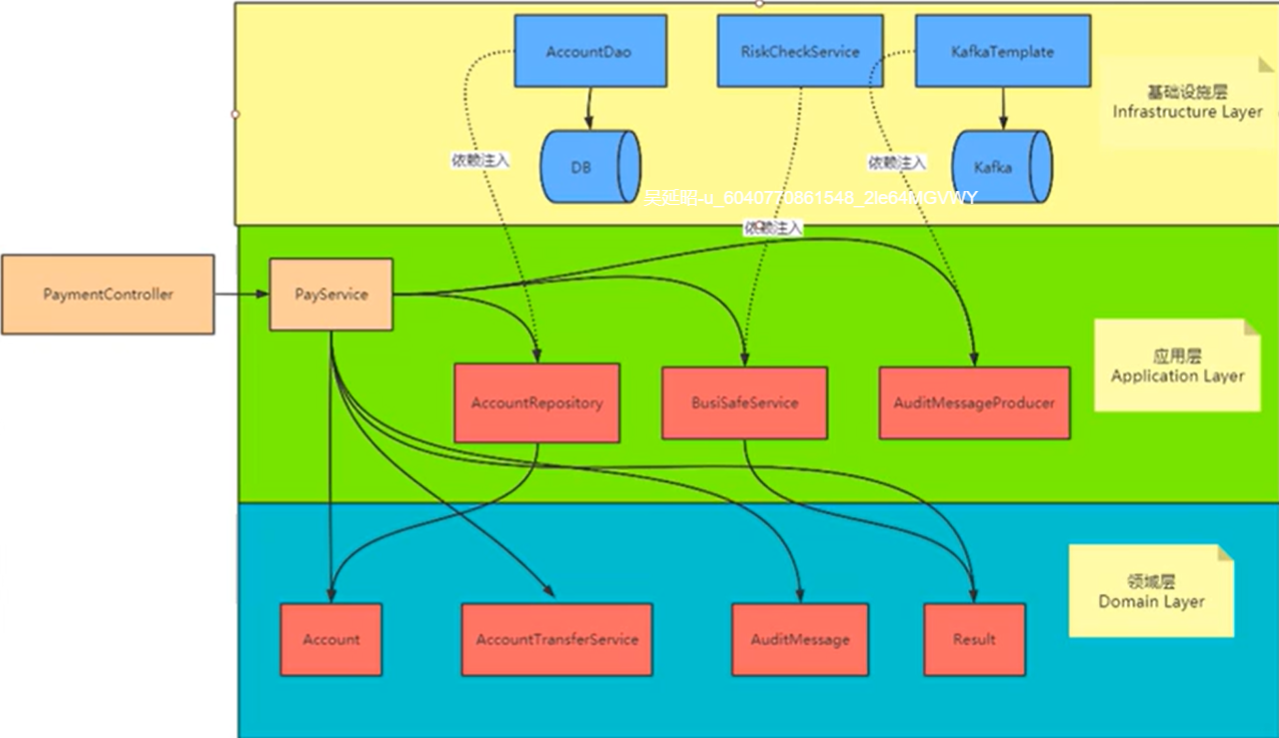 AccountDao
RiskCheckService
KafkaTemplate
基础设施层
Infrastructure Layer
依赖注入
DB
依赖注入
Kafka
吴延昭-u_6040770861548_2le64MGVWY
依赖注入
PaymentController
PayService
应用层
Application Layer
AccountRepository
BusiSafeService
AuditMessageProducer
领域层
Domain Layer
Account
AccountTransferService
AuditMessage
Result